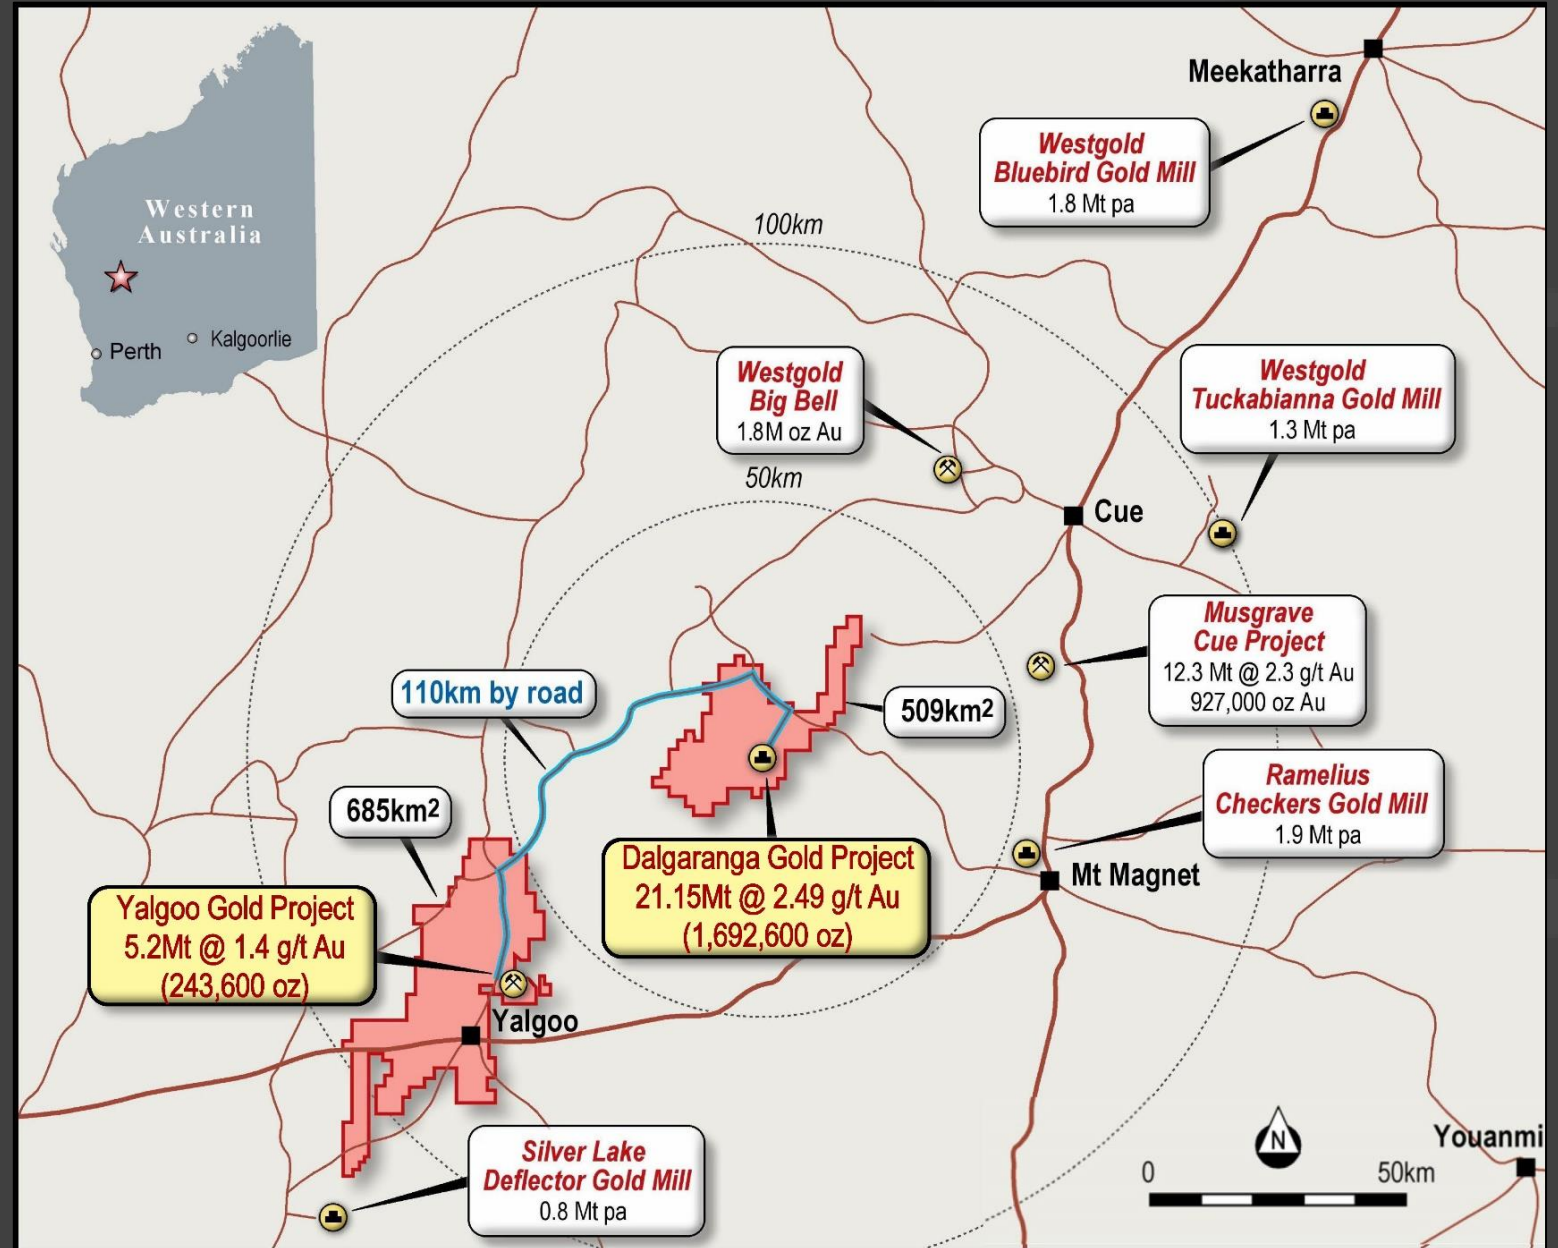 Meekatharra
Westgold
Bluebird Gold Mill
1.8 Mt pa
Western
Australia
100km
Perth
Kalgoorlie
Westgold
Big Bell
1.8M oz Au
Westgold
Tuckabianna Gold Mill
1.3 Mt pa
50km
Cue
Musgrave
Cue Project
12.3 Mt @ 2.3 g/t Au
927,000 oz Au
110km by road
509km2
685km2
Ramelius
Checkers Gold Mill
1.9 Mt pa
Dalgaranga Gold Project
21.15Mt @ 2.49 g/t Au
(1,692,600 oz)
Mt Magnet
Yalgoo Gold Project
5.2Mt @ 1.4 g/t Au
(243,600 oz)
Yalgoo
Silver Lake
Deflector Gold Mill
0.8 Mt pa
N
0
50km
Youanmi